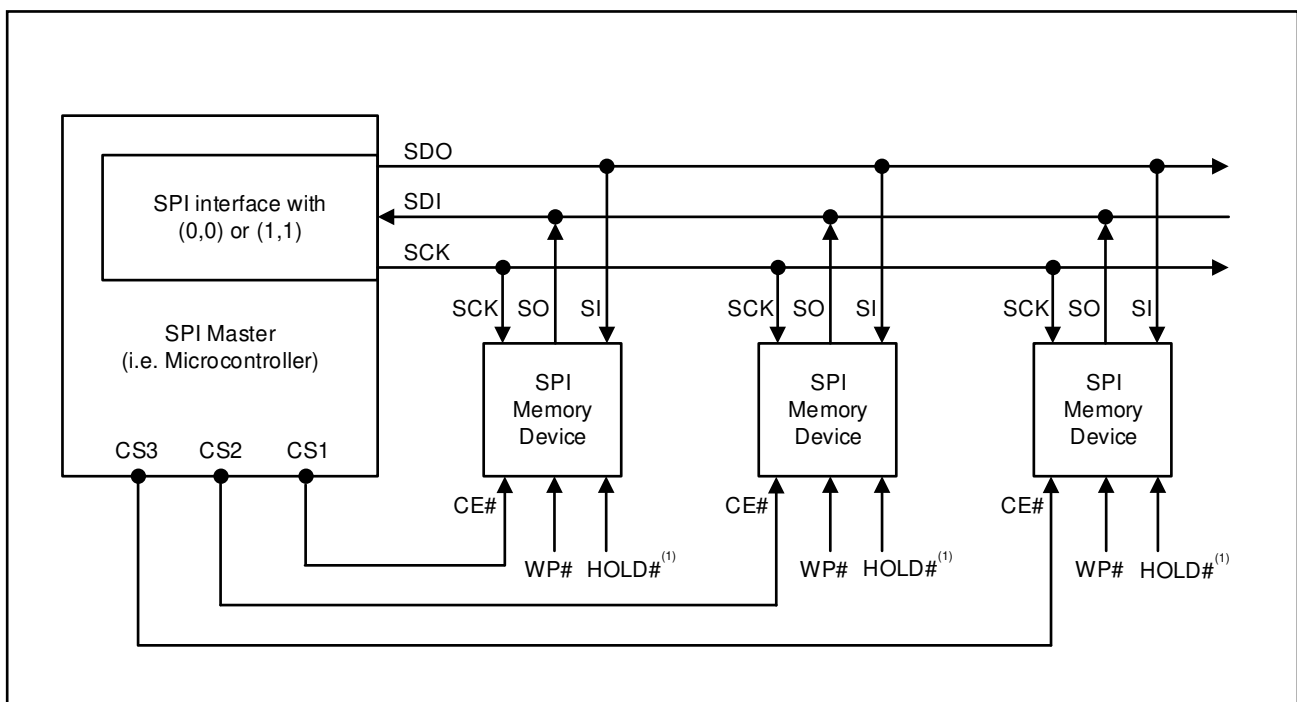 SDO
SPI interface with
(0,0) or (1,1)
SDI
SCK
SPI Master
(i.e. Microcontroller)
SCK SO SI
SCK SO SI
SCK SO SI
SPI
Memory
Device
SPI
Memory
Device
SPI
Memory
Device
CS3 CS2 CS1
CE#
CE#
CE#
WP# HOLD#(1)
WP# HOLD#(1)
WP# HOLD#(1)